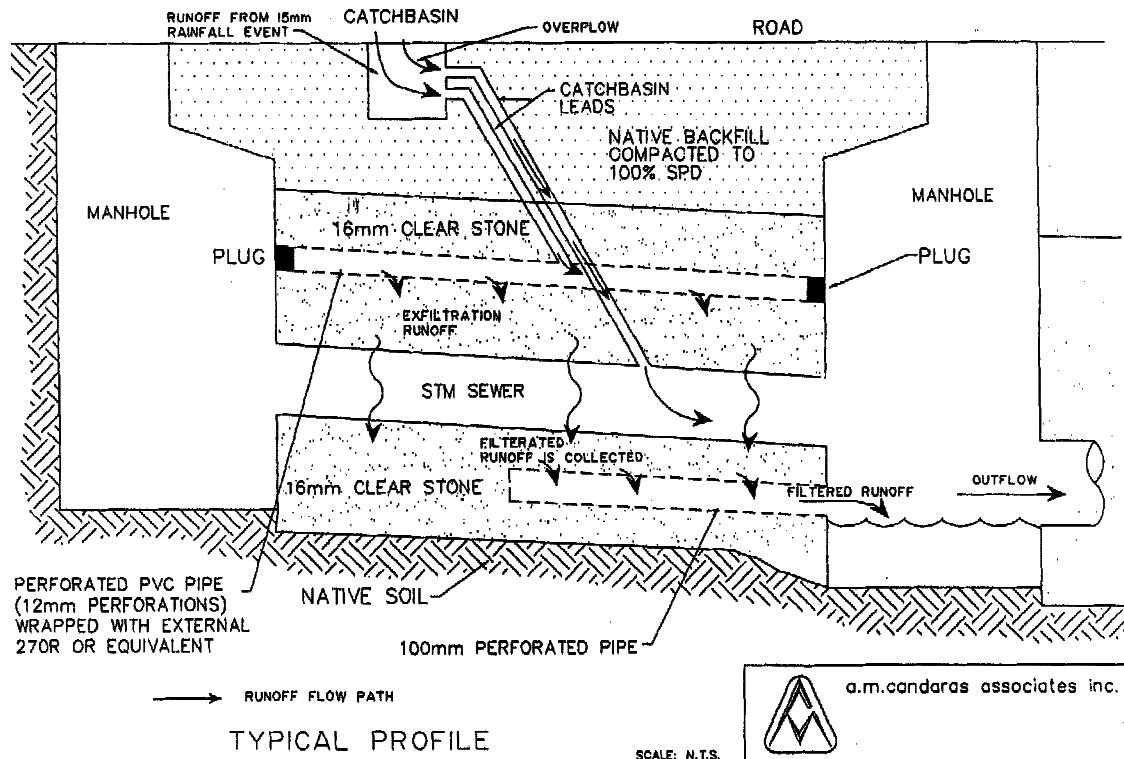 RUNOFF FROM 15mm
RAINFALL EVENT
CATCHBASIN
OVERPLOW
ROAD
CATCHBASIN
LEADS
NATIVE BACKFILL
COMPACTED TO
100% SPD
MANHOLE
MANHOLE
16mm CLEAR STONE
PLUG
PLUG
EXFILTRATION
RUNOFF
STM SEWER
FILTERATED
RUNOFF IS COLLECTED
16mm CLEAR STONE
FILTERED RUNOFF
OUTFLOW
PERFORATED PVC PIPE
(12mm PERFORATIONS)
WRAPPED WITH EXTERNAL
270R OR EQUIVALENT
NATIVE SOIL
100mm PERFORATED PIPE
RUNOFF FLOW PATH
TYPICAL PROFILE
SCALE: N.T.S.
a.m.candaras associates inc.